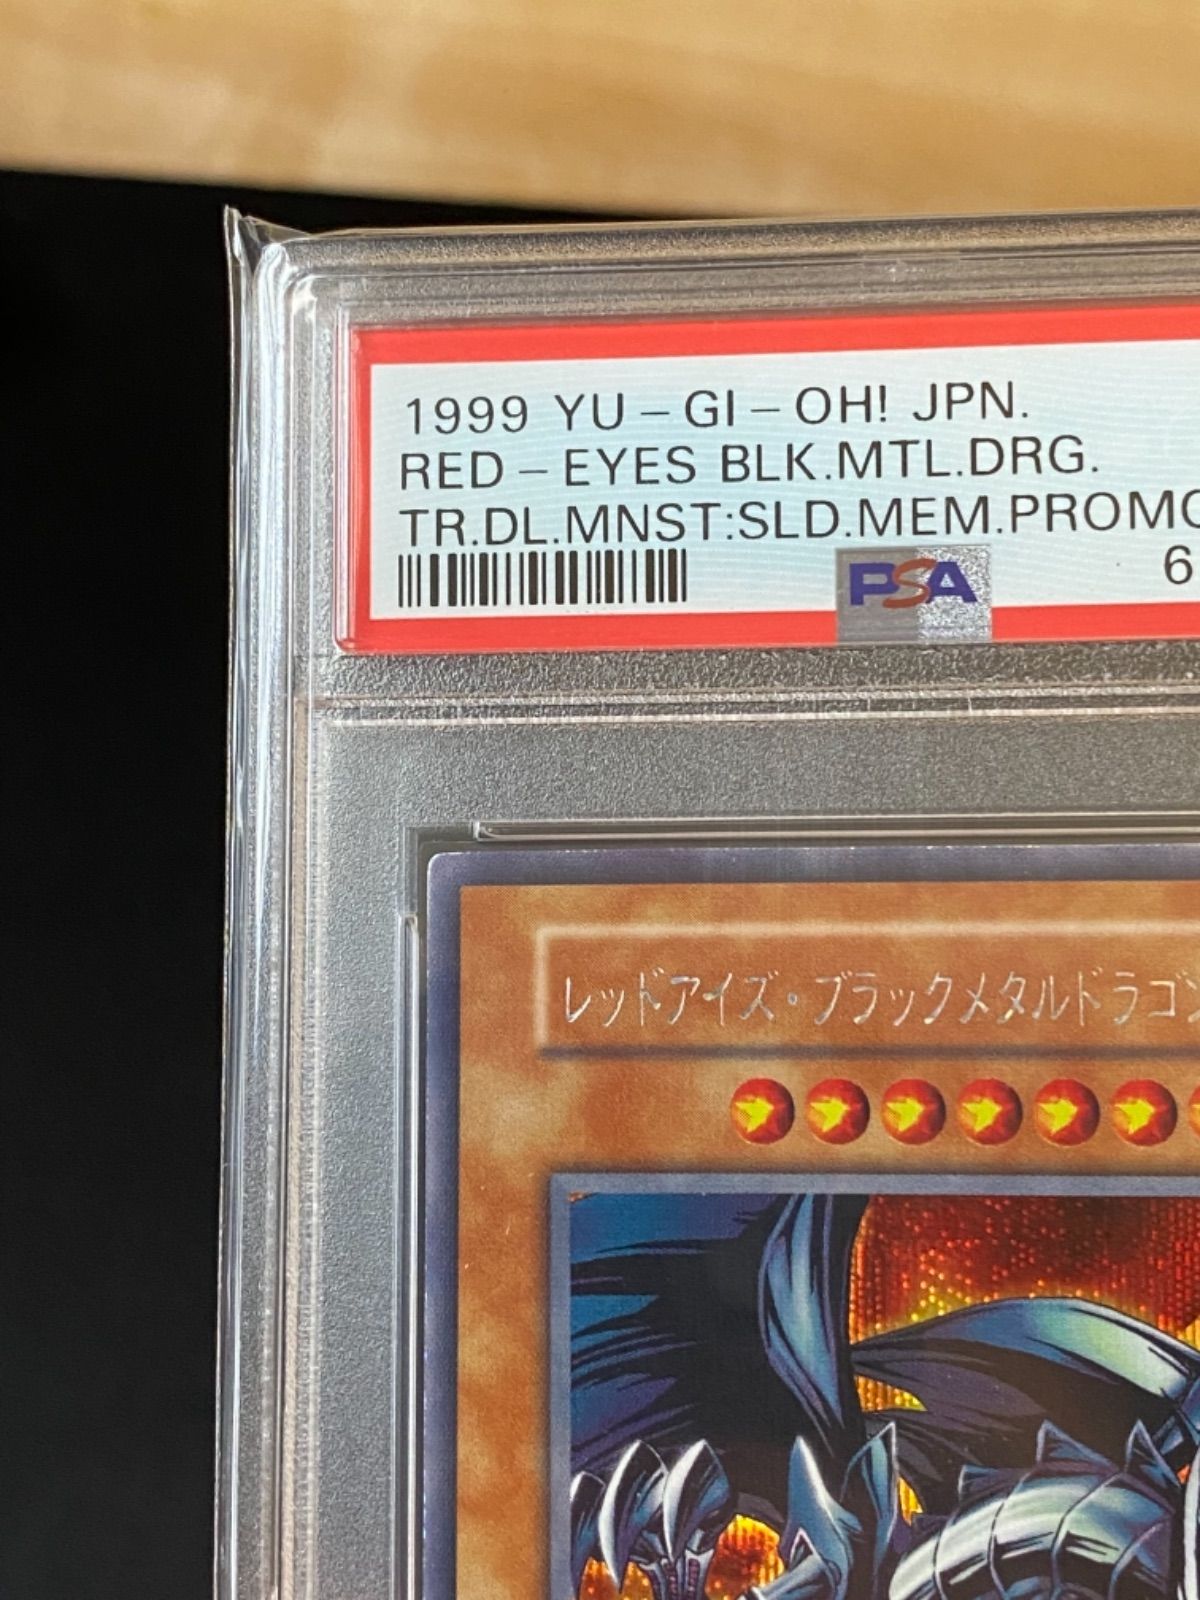 1999 YU-GI-OH! JPN.
RED-EYES BLK.MTL.DRG.
TR.DL.MNST:SLD.MEM.PROMO
PSA
6
レッドアイズ・ブラックメタルドラゴン